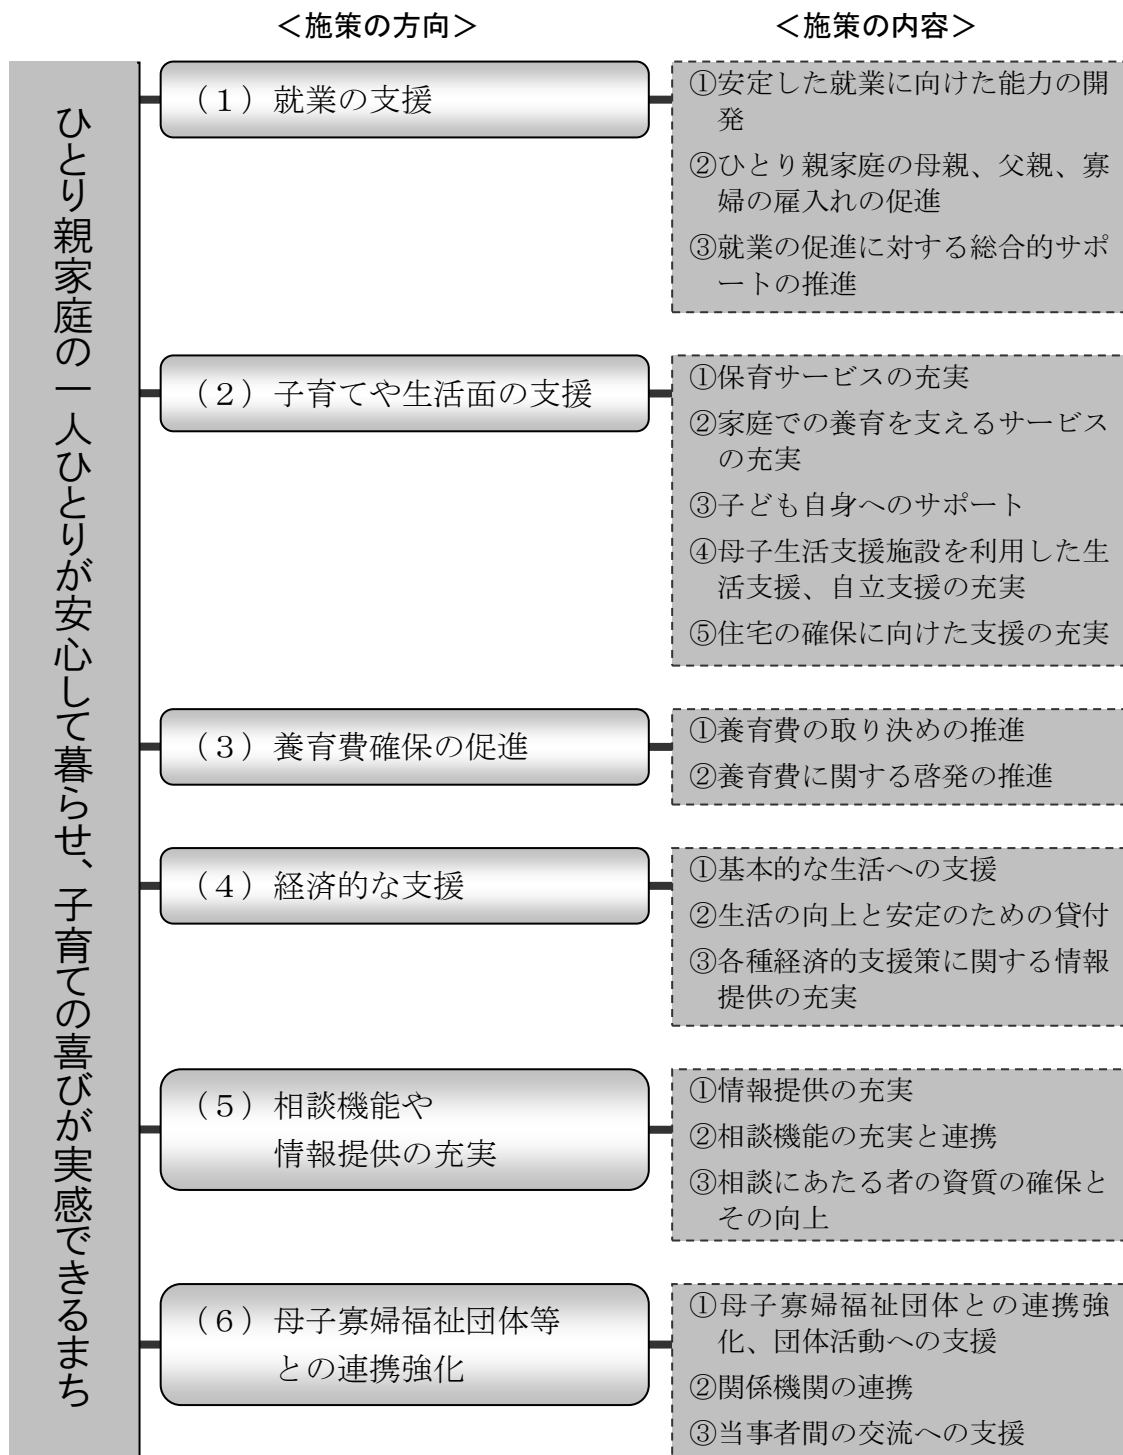 ＜施策の方向＞
＜施策の内容＞
ひとり親家庭の一人ひとりが安心して暮らせ、子育ての喜びが実感できるまち
（１）就業の支援
①安定した就業に向けた能力の開
発
②ひとり親家庭の母親、父親、寡
婦の雇入れの促進
③就業の促進に対する総合的サポ
ートの推進
（２）子育てや生活面の支援
①保育サービスの充実
②家庭での養育を支えるサービス
の充実
③子ども自身へのサポート
④母子生活支援施設を利用した生
活支援、自立支援の充実
⑤住宅の確保に向けた支援の充実
（３）養育費確保の促進
①養育費の取り決めの推進
②養育費に関する啓発の推進
（４）経済的な支援
①基本的な生活への支援
②生活の向上と安定のための貸付
③各種経済的支援策に関する情報
提供の充実
（５）相談機能や
情報提供の充実
①情報提供の充実
②相談機能の充実と連携
③相談にあたる者の資質の確保と
その向上
（６）母子寡婦福祉団体等
との連携強化
①母子寡婦福祉団体との連携強
化、団体活動への支援
②関係機関の連携
③当事者間の交流への支援